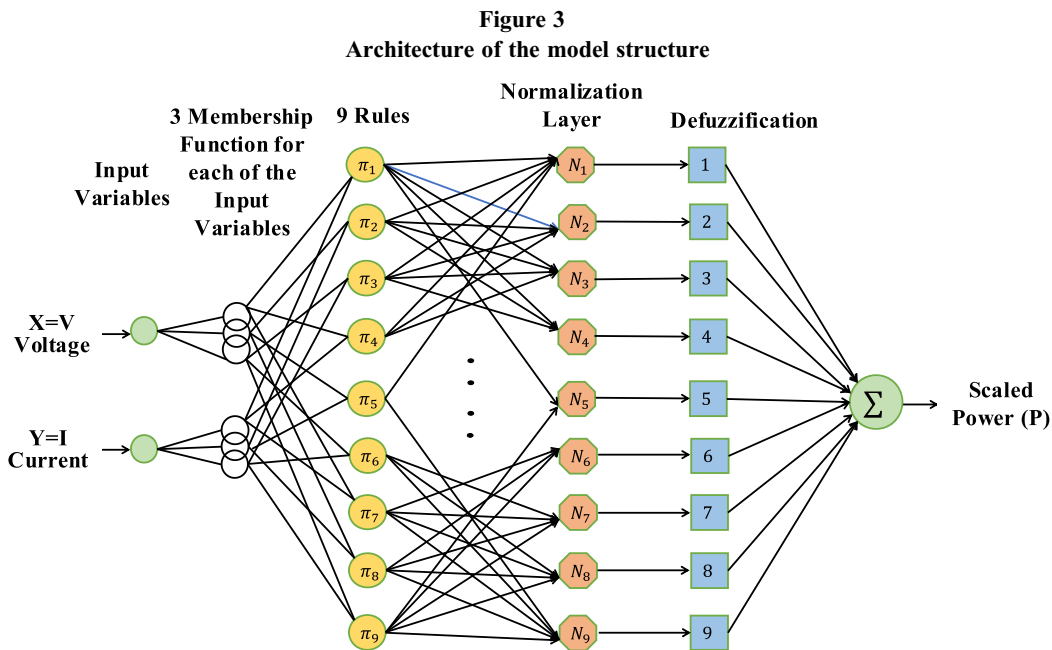 Figure 3
Architecture of the model structure
Input
Variables
3 Membership
Function for
each of the
Input
Variables
9 Rules
Normalization
Layer
Defuzzification
X=V
Voltage
Y=I
Current
π₁
π₂
π₃
π₄
π₅
π₆
π₇
π₈
π₉
N₁
N₂
N₃
N₄
N₅
N₆
N₇
N₈
N₉
1
2
3
4
5
6
7
8
9
Σ
Scaled
Power (P)